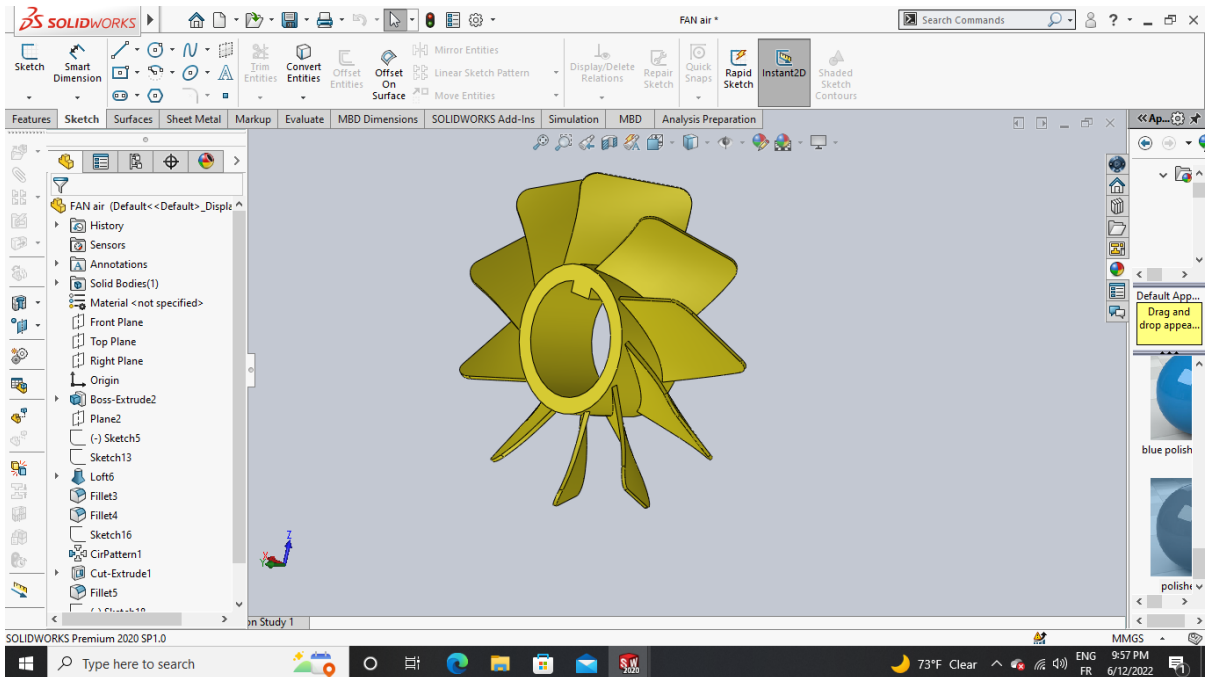 SOLIDWORKS
FAN air *
Search Commands
?
Sketch
Smart Dimension
Trim Entities
Convert Entities
Offset Entities
Offset On Surface
Mirror Entities
Linear Sketch Pattern
Move Entities
Display/Delete Relations
Repair Sketch
Quick Snaps
Rapid Sketch
Instant2D
Shaded Sketch Contours
Features Sketch Surfaces Sheet Metal Markup Evaluate MBD Dimensions SOLIDWORKS Add-Ins Simulation MBD Analysis Preparation
Ap...
FAN air (Default<<Default>_Displa
History
Sensors
Annotations
Solid Bodies(1)
Material <not specified>
Front Plane
Top Plane
Right Plane
Origin
Boss-Extrude2
Plane2
(-) Sketch5
Sketch13
Loft6
Fillet3
Fillet4
Sketch16
CirPattern1
Cut-Extrude1
Fillet5
Default App...
Drag and
drop appea...
blue polish
polishe
Z
X
Y
on Study 1
SOLIDWORKS Premium 2020 SP1.0
MMGS
Type here to search
SW
2020
73°F Clear
ENG
FR
9:57 PM
6/12/2022
1